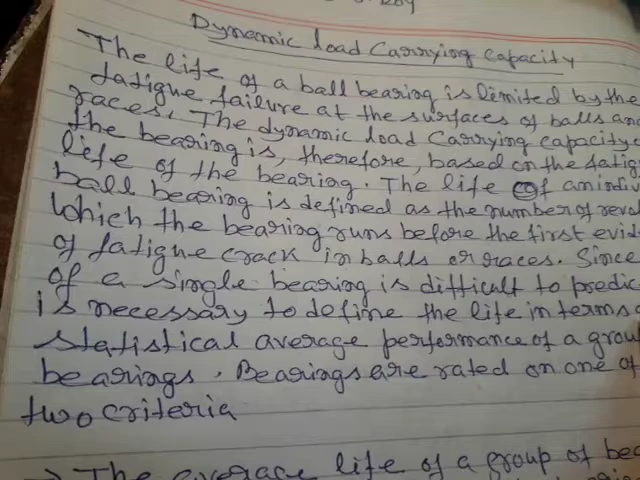 Dynamic load Carrying Capacity
The life of a ball bearing is limited by the
fatigue failure at the surfaces of balls an
races. The dynamic load Carrying capacity
the bearing is, therefore, based on the fatig
life of the bearing. The life of an indiv
ball bearing is defined as the number of revol
which the bearing runs before the first evid
of fatigue crack in balls or races. Since
of a single bearing is difficult to predic
is necessary to define the life in terms
statistical average performance of a grou
bearings. Bearings are rated on one of
two criteria
→ The average life of a group of bea